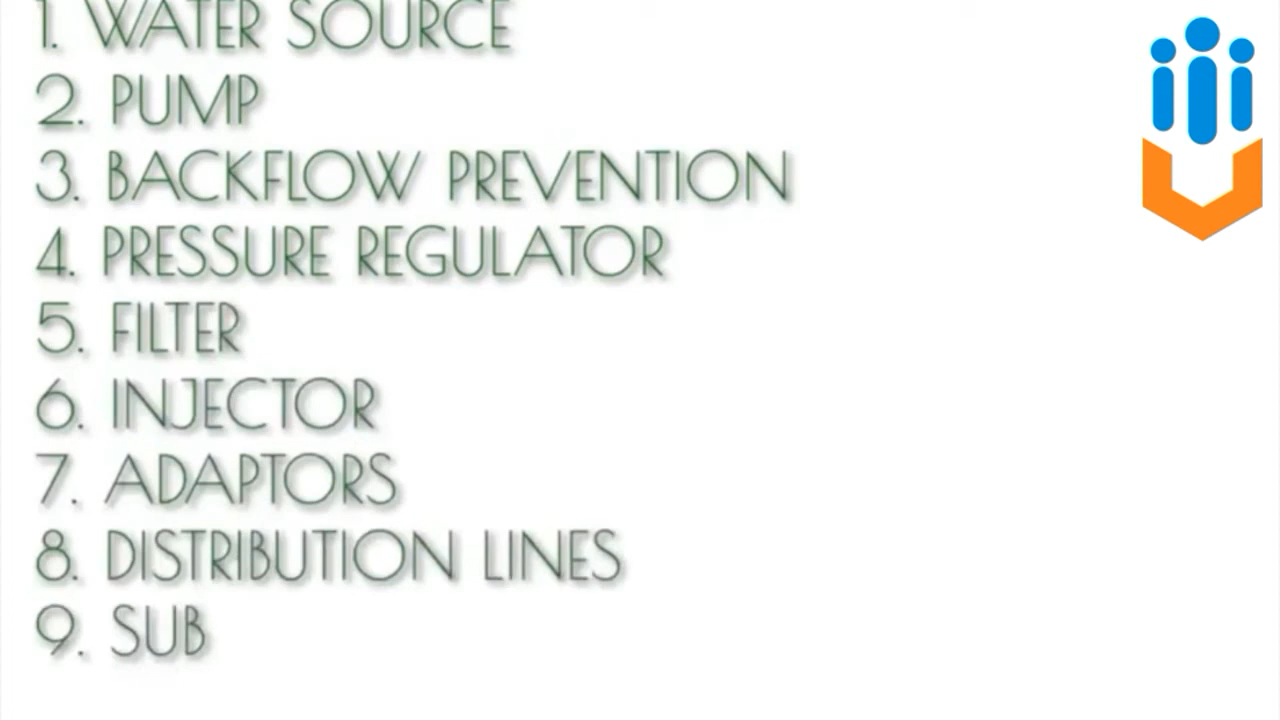 1. WATER SOURCE
2. PUMP
3. BACKFLOW PREVENTION
4. PRESSURE REGULATOR
5. FILTER
6. INJECTOR
7. ADAPTORS
8. DISTRIBUTION LINES
9. SUB